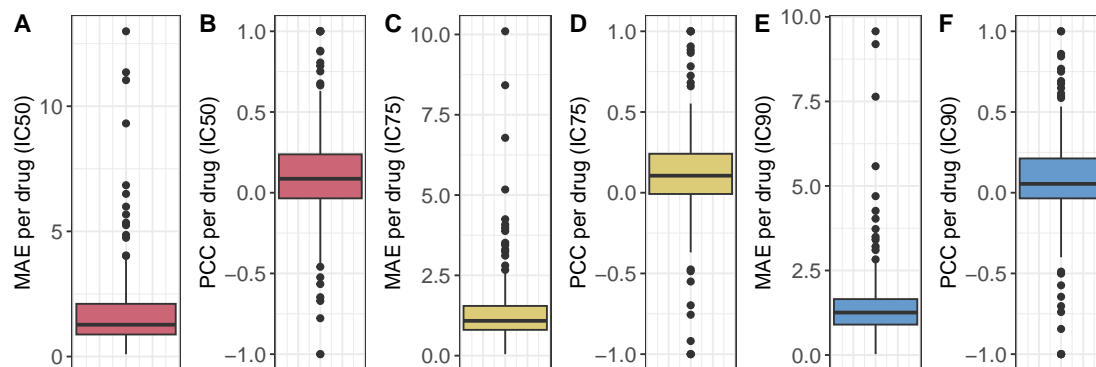 A
MAE per drug (IC50)
10
5
0
B
PCC per drug (IC50)
1.0
0.5
0.0
−0.5
−1.0
C
MAE per drug (IC75)
10.0
7.5
5.0
2.5
0.0
D
PCC per drug (IC75)
1.0
0.5
0.0
−0.5
−1.0
E
MAE per drug (IC90)
10.0
7.5
5.0
2.5
0.0
F
PCC per drug (IC90)
1.0
0.5
0.0
−0.5
−1.0